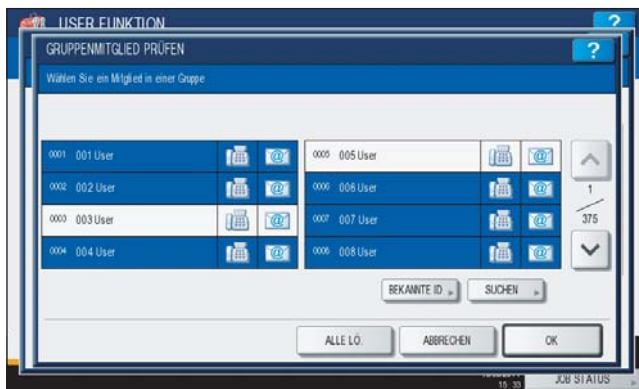 USER FUNKTION
?
GRUPPENMITGLIED PRÜFEN
?
Wählen Sie ein Mitglied in einer Gruppe
0001 001 User
@
0005 005 User
@
0002 002 User
@
0006 006 User
@
1
0003 003 User
@
0007 007 User
@
375
0004 004 User
@
0008 008 User
@
BEKANNTE ID
SUCHEN
ALLE LÖ.
ABBRECHEN
OK
15:33
JOB STATUS